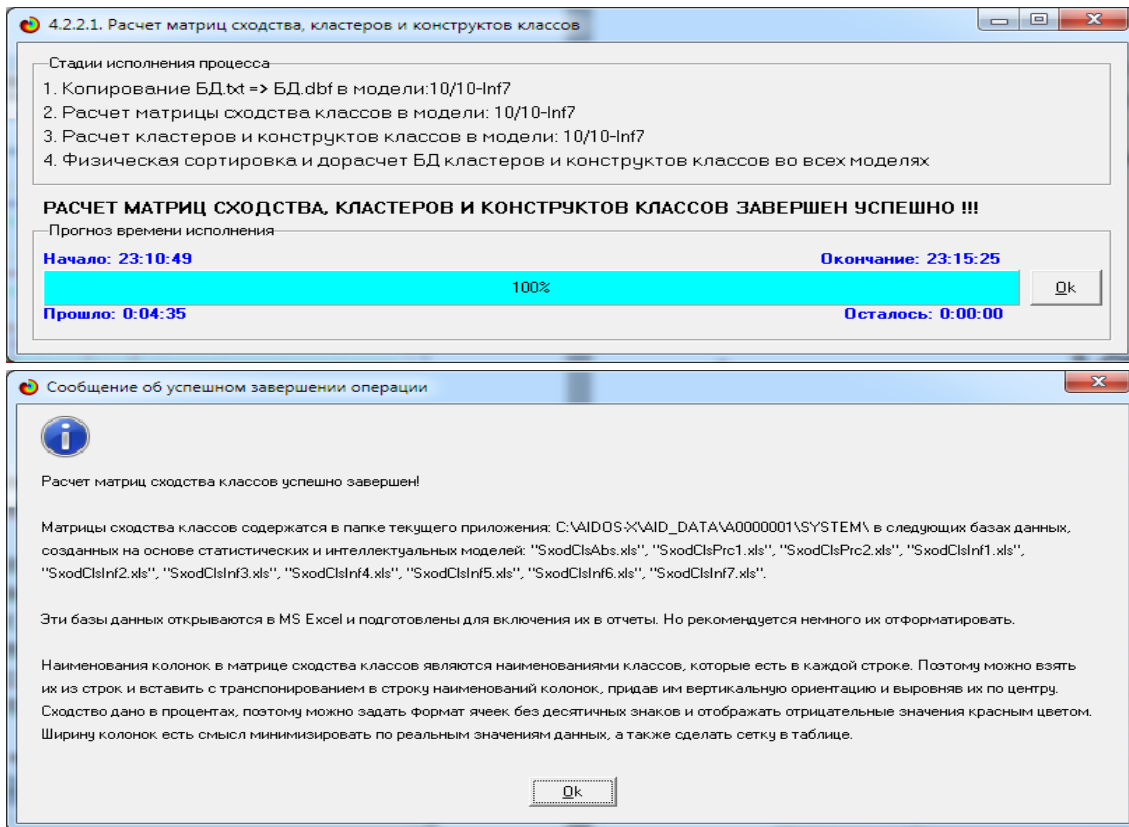 4.2.2.1. Расчет матриц сходства, кластеров и конструктов классов
Стадии исполнения процесса
1. Копирование БД.txt => БД.dbf в модели:10/10-Inf7
2. Расчет матрицы сходства классов в модели: 10/10-Inf7
3. Расчет кластеров и конструктов классов в модели: 10/10-Inf7
4. Физическая сортировка и дорасчет БД кластеров и конструктов классов во всех моделях
РАСЧЕТ МАТРИЦ СХОДСТВА, КЛАСТЕРОВ И КОНСТРУКТОВ КЛАССОВ ЗАВЕРШЕН УСПЕШНО !!!
Прогноз времени исполнения
Начало: 23:10:49 Окончание: 23:15:25
100% Ok
Прошло: 0:04:35 Осталось: 0:00:00
Сообщение об успешном завершении операции
Расчет матриц сходства классов успешно завершен!
Матрицы сходства классов содержатся в папке текущего приложения: C:\AIDOS-X\AID_DATA\A0000001\SYSTEM\ в следующих базах данных,
созданных на основе статистических и интеллектуальных моделей: "SxodClsAbs.xls", "SxodClsPrc1.xls", "SxodClsPrc2.xls", "SxodClsInf1.xls",
"SxodClsInf2.xls", "SxodClsInf3.xls", "SxodClsInf4.xls", "SxodClsInf5.xls", "SxodClsInf6.xls", "SxodClsInf7.xls".
Эти базы данных открываются в MS Excel и подготовлены для включения их в отчеты. Но рекомендуется немного их отформатировать.
Наименования колонок в матрице сходства классов являются наименованиями классов, которые есть в каждой строке. Поэтому можно взять
их из строк и вставить с транспонированием в строку наименований колонок, придав им вертикальную ориентацию и выровняв их по центру.
Сходство дано в процентах, поэтому можно задать формат ячеек без десятичных знаков и отображать отрицательные значения красным цветом.
Ширину колонок есть смысл минимизировать по реальным значениям данных, а также сделать сетку в таблице.
Ok